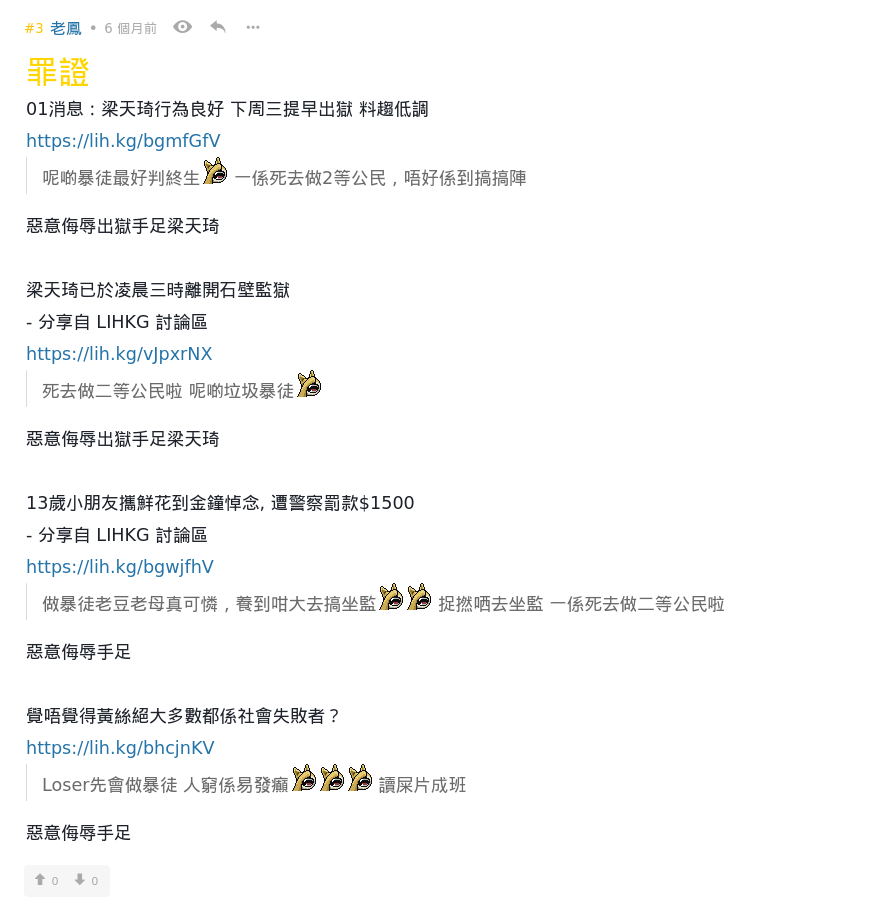 #3 老鳳 • 6 個月前
罪證
01消息：梁天琦行為良好 下周三提早出獄 料趨低調
https://lih.kg/bgmfGfV
呢啲暴徒最好判終生 一係死去做2等公民，唔好係到搞搞陣
惡意侮辱出獄手足梁天琦
梁天琦已於凌晨三時離開石壁監獄
- 分享自 LIHKG 討論區
https://lih.kg/vJpxrNX
死去做二等公民啦 呢啲垃圾暴徒
惡意侮辱出獄手足梁天琦
13歲小朋友攜鮮花到金鐘悼念, 遭警察罰款$1500
- 分享自 LIHKG 討論區
https://lih.kg/bgwjfhV
做暴徒老豆老母真可憐，養到咁大去搞坐監 捉撚哂去坐監 一係死去做二等公民啦
惡意侮辱手足
覺唔覺得黃絲絕大多數都係社會失敗者？
https://lih.kg/bhcjnKV
Loser先會做暴徒 人窮係易發癲 讀屎片成班
惡意侮辱手足
0 0